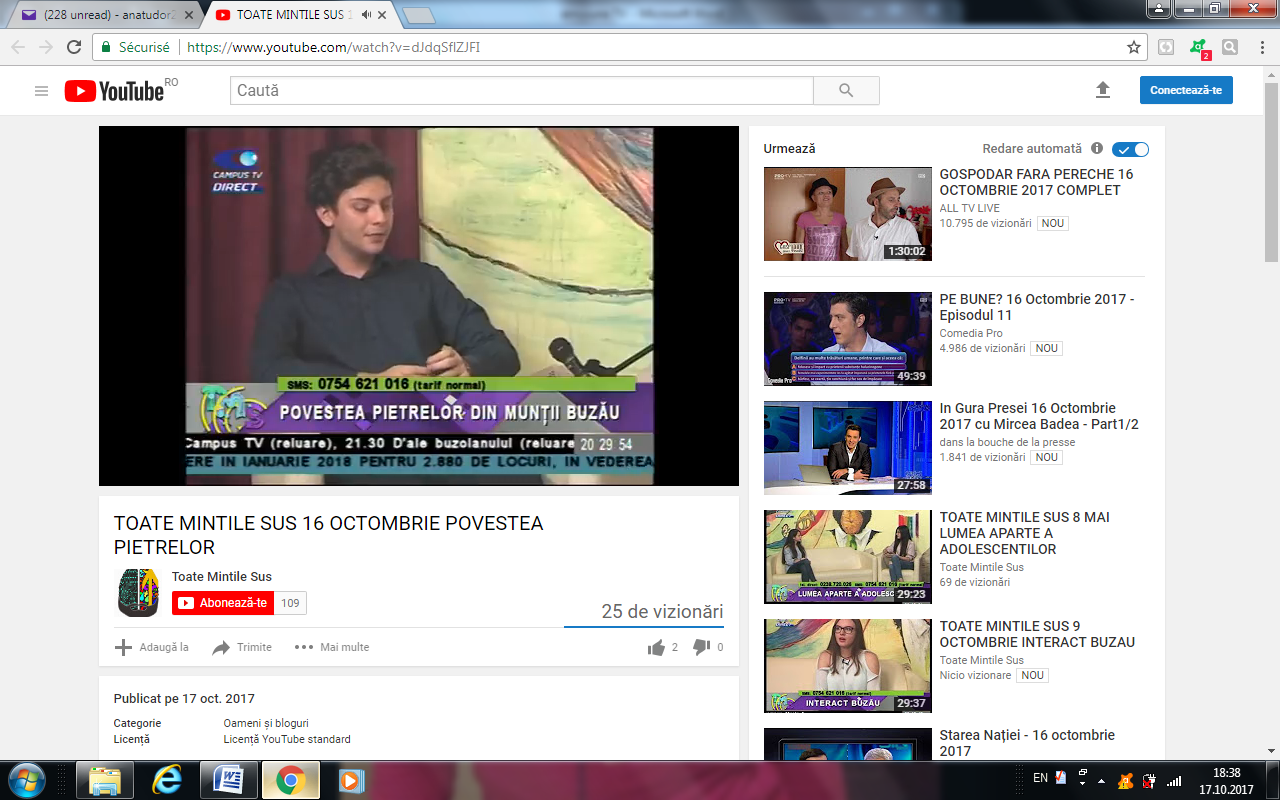 (228 unread) - anatudor2
TOATE MINTILE SUS 1
Sécurisé
https://www.youtube.com/watch?v=dJdqSflZJFI
2
YouTube RO
Caută
Conectează-te
CAMPUS TV
DIRECT
SMS: 0754 621 016 (tarif normal)
TMS
POVESTEA PIETRELOR DIN MUNȚII BUZĂU
Campus TV (reluare), 21.30 D'ale buzoianului (reluare
20 29 54
ERE IN IANUARIE 2018 PENTRU 2.880 DE LOCURI, IN VEDEREA
TOATE MINTILE SUS 16 OCTOMBRIE POVESTEA
PIETRELOR
Toate Mintile Sus
Abonează-te 109
25 de vizionări
Adaugă la
Trimite
Mai multe
2
0
Publicat pe 17 oct. 2017
Categorie Oameni și bloguri
Licență Licență YouTube standard
Urmează
Redare automată
1:30:02
GOSPODAR FARA PERECHE 16
OCTOMBRIE 2017 COMPLET
ALL TV LIVE
10.795 de vizionări NOU
Comedia Pro
49:39
PE BUNE? 16 Octombrie 2017 -
Episodul 11
Comedia Pro
4.986 de vizionări NOU
27:58
In Gura Presei 16 Octombrie
2017 cu Mircea Badea - Part1/2
dans la bouche de la presse
1.841 de vizionări NOU
LUMEA APARTE A ADOLESC
29:23
TOATE MINTILE SUS 8 MAI
LUMEA APARTE A
ADOLESCENTILOR
Toate Mintile Sus
69 de vizionări
SMS: 0754 621 016 (tarif normal)
INTERACT BUZĂU
29:37
TOATE MINTILE SUS 9
OCTOMBRIE INTERACT BUZAU
Toate Mintile Sus
Nicio vizionare NOU
Starea Nației - 16 octombrie
2017
EN
18:38
17.10.2017